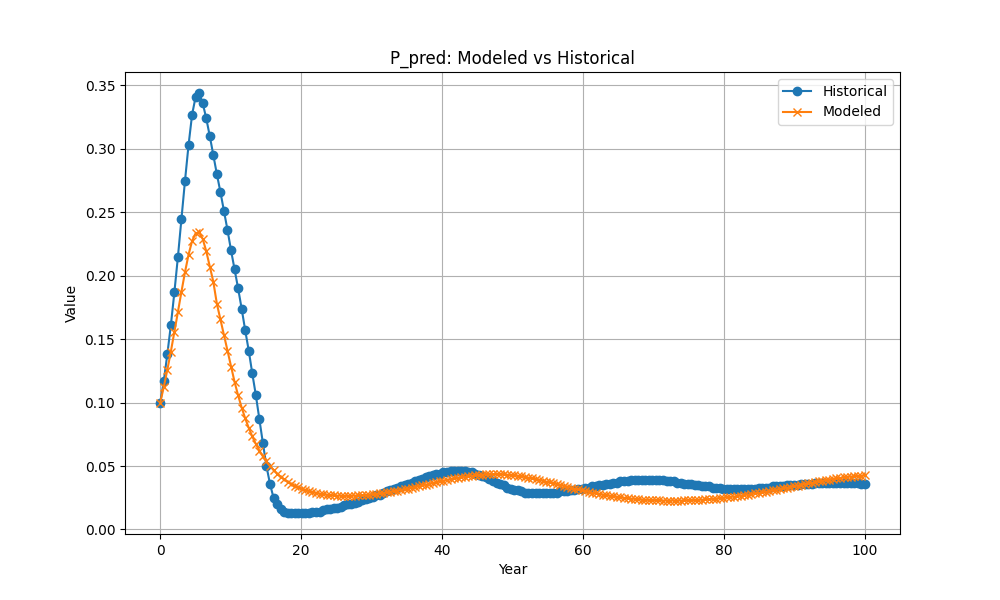 P_pred: Modeled vs Historical
Historical
Modeled
Value
0.35
0.30
0.25
0.20
0.15
0.10
0.05
0.00
0 20 40 60 80 100
Year